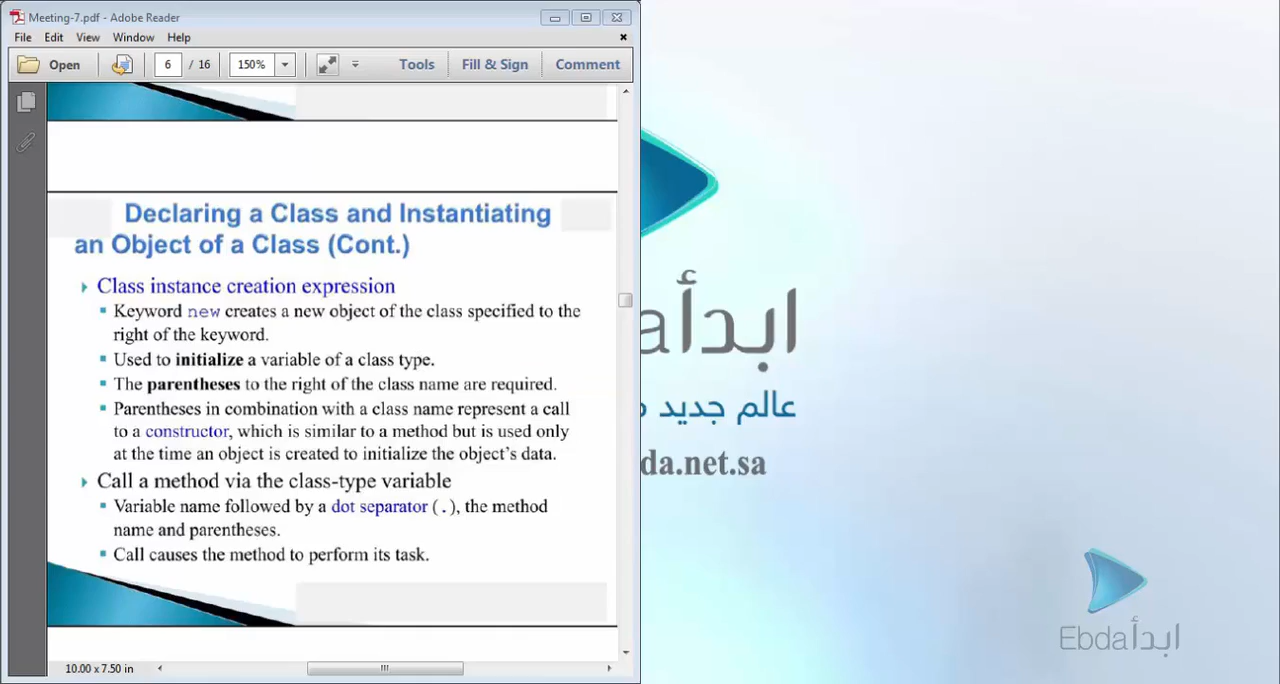 Meeting-7.pdf - Adobe Reader
File Edit View Window Help
Open 6 / 16 150% Tools Fill & Sign Comment
Declaring a Class and Instantiating
an Object of a Class (Cont.)
Class instance creation expression
Keyword new creates a new object of the class specified to the
right of the keyword.
Used to initialize a variable of a class type.
The parentheses to the right of the class name are required.
Parentheses in combination with a class name represent a call
to a constructor, which is similar to a method but is used only
at the time an object is created to initialize the object's data.
Call a method via the class-type variable
Variable name followed by a dot separator (.), the method
name and parentheses.
Call causes the method to perform its task.
10.00 x 7.50 in
a ابدأ
عالم جديد
da.net.sa
Ebda ابدأ